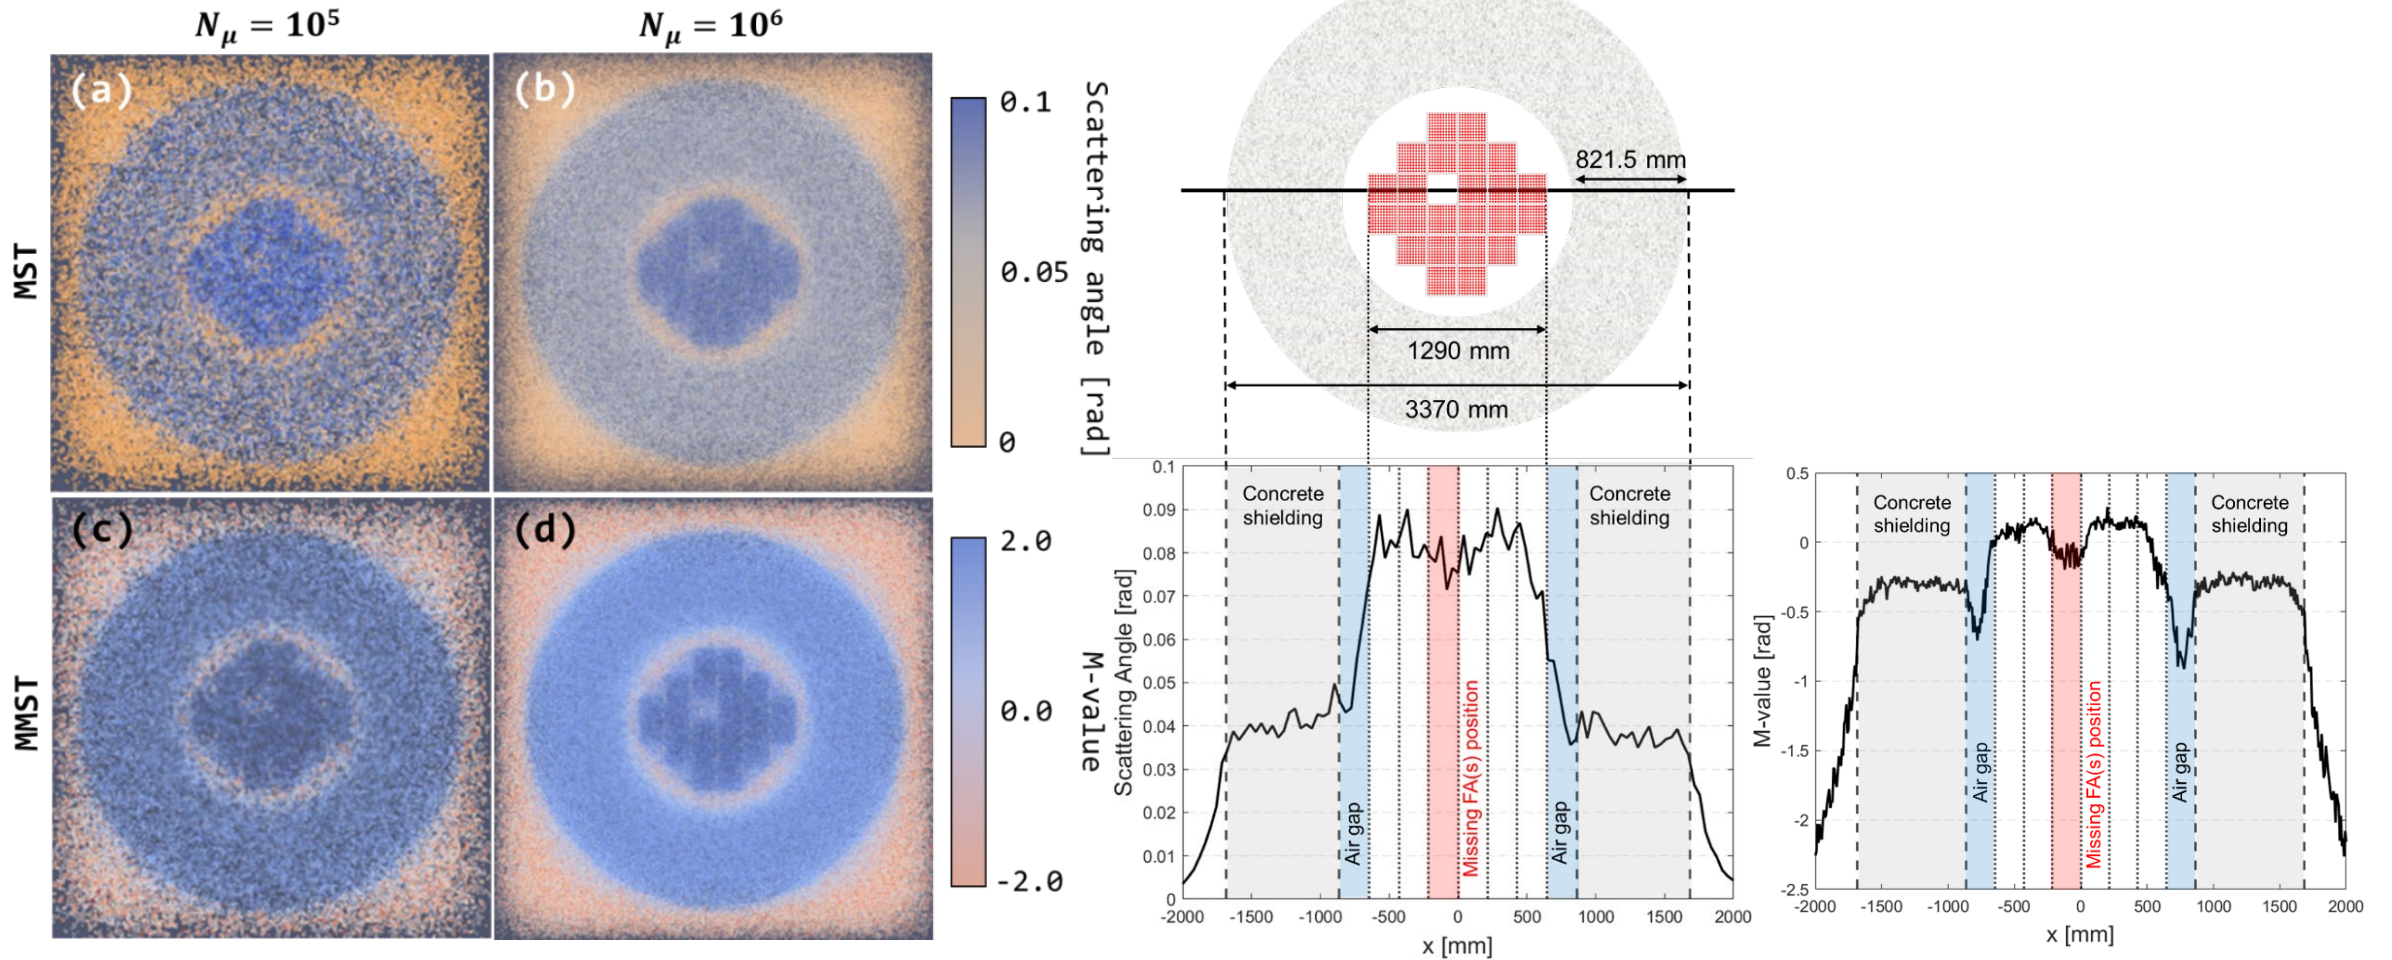 N_μ = 10⁵
N_μ = 10⁶
MST
MMST
(a)
(b)
(c)
(d)
0.1
0.05
0
Scattering angle [rad]
2.0
0.0
-2.0
M-value
821.5 mm
1290 mm
3370 mm
0.1
0.09
0.08
0.07
0.06
0.05
0.04
0.03
0.02
0.01
0
Scattering Angle [rad]
Concrete
shielding
Air gap
Missing FA(s) position
Air gap
Concrete
shielding
-2000 -1500 -1000 -500 0 500 1000 1500 2000
x [mm]
0.5
0
-0.5
-1
-1.5
-2
-2.5
M-value [rad]
Concrete
shielding
Air gap
Missing FA(s) position
Air gap
Concrete
shielding
-2000 -1500 -1000 -500 0 500 1000 1500 2000
x [mm]